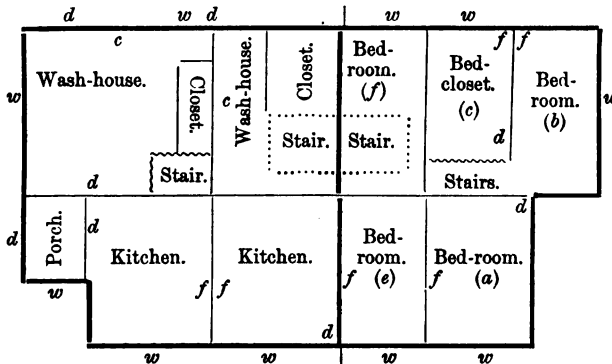 d w d w w
c f f
Wash-house. Closet. Wash-house. Closet. Bed-room. (f) Bed-closet. (c) Bed-room. (b)
w c w
Stair. Stair. Stair. d Stairs.
d d
d Porch. d Kitchen. Kitchen. Bed-room. (e) Bed-room. (a)
w f f f f
d
w w w w